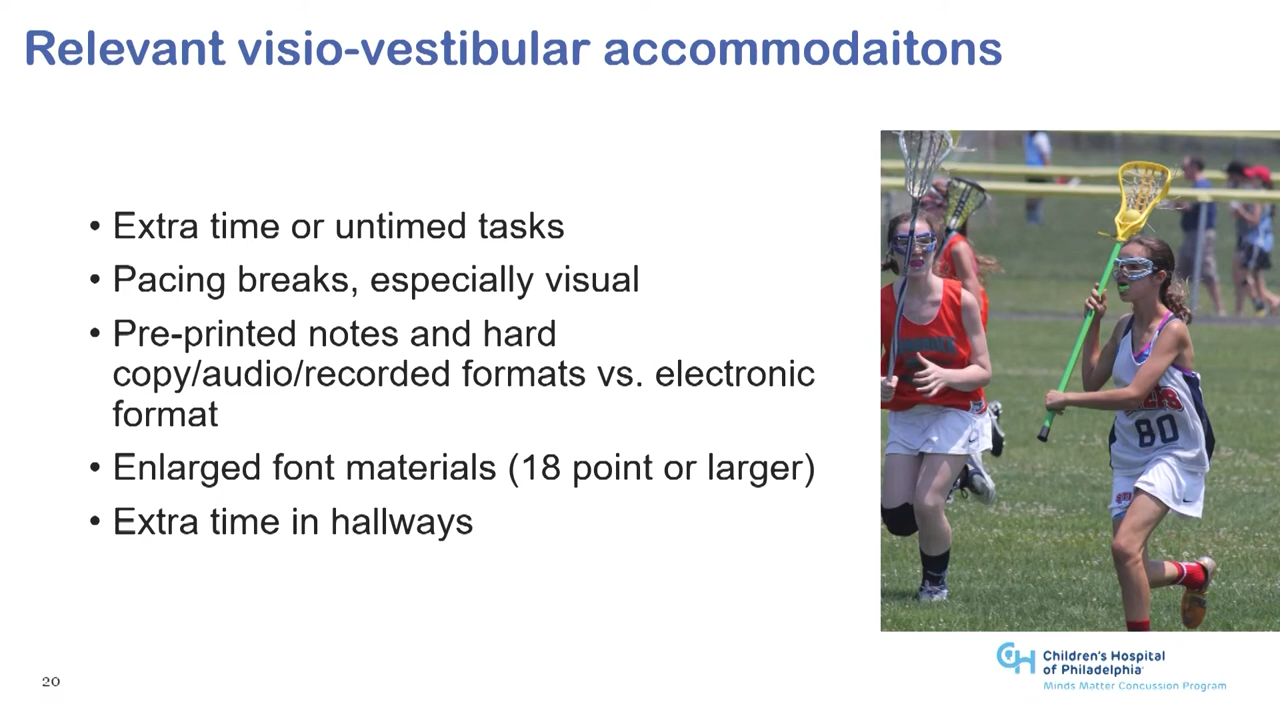 Relevant visio-vestibular accommodaitons
• Extra time or untimed tasks
• Pacing breaks, especially visual
• Pre-printed notes and hard
copy/audio/recorded formats vs. electronic
format
• Enlarged font materials (18 point or larger)
• Extra time in hallways
80
CH Children's Hospital
of Philadelphia
Minds Matter Concussion Program
20